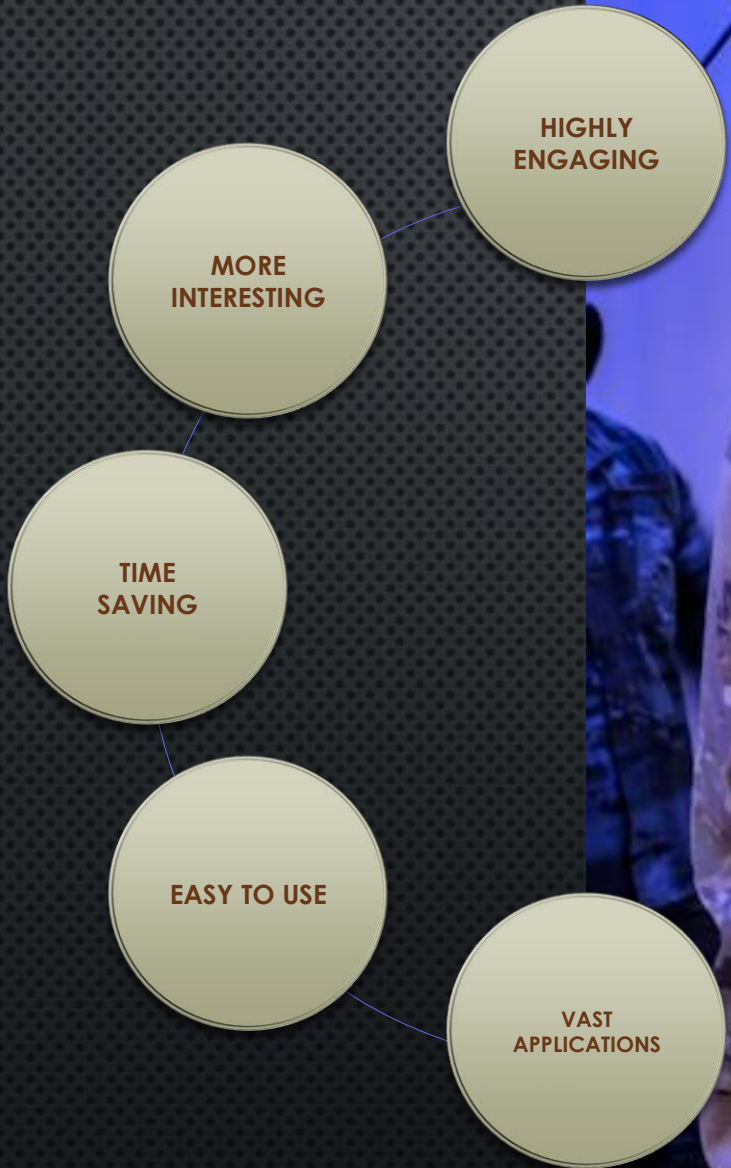 HIGHLY
ENGAGING
MORE
INTERESTING
TIME
SAVING
EASY TO USE
VAST
APPLICATIONS